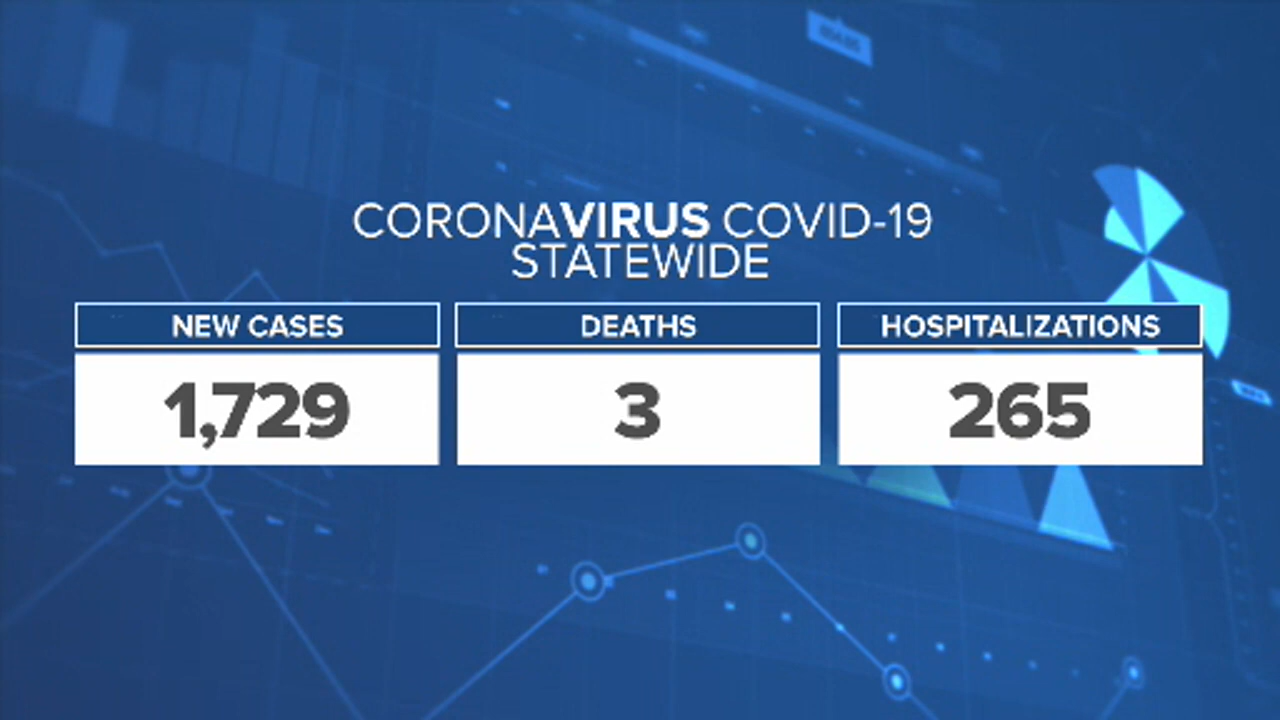 CORONAVIRUS COVID-19
STATEWIDE
NEW CASES
DEATHS
HOSPITALIZATIONS
1,729
3
265